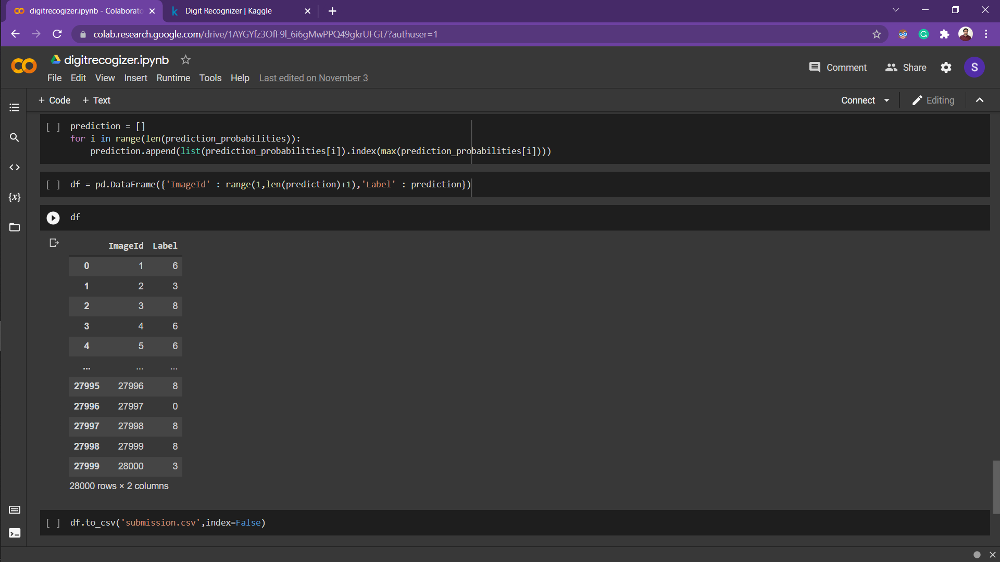 digitrecogizer.ipynb - Colaborato
Digit Recognizer | Kaggle
colab.research.google.com/drive/1AYGYfz3OfF9l_6i6gMwPPQ49gkrUFGt7?authuser=1
digitrecogizer.ipynb
Comment
Share
S
File Edit View Insert Runtime Tools Help Last edited on November 3
+ Code + Text
Connect
Editing
[ ] prediction = []
for i in range(len(prediction_probabilities)):
    prediction.append(list(prediction_probabilities[i]).index(max(prediction_probabilities[i])))
[ ] df = pd.DataFrame({'ImageId' : range(1,len(prediction)+1),'Label' : prediction})
df
ImageId Label
0 1 6
1 2 3
2 3 8
3 4 6
4 5 6
... ... ...
27995 27996 8
27996 27997 0
27997 27998 8
27998 27999 8
27999 28000 3
28000 rows × 2 columns
[ ] df.to_csv('submission.csv',index=False)